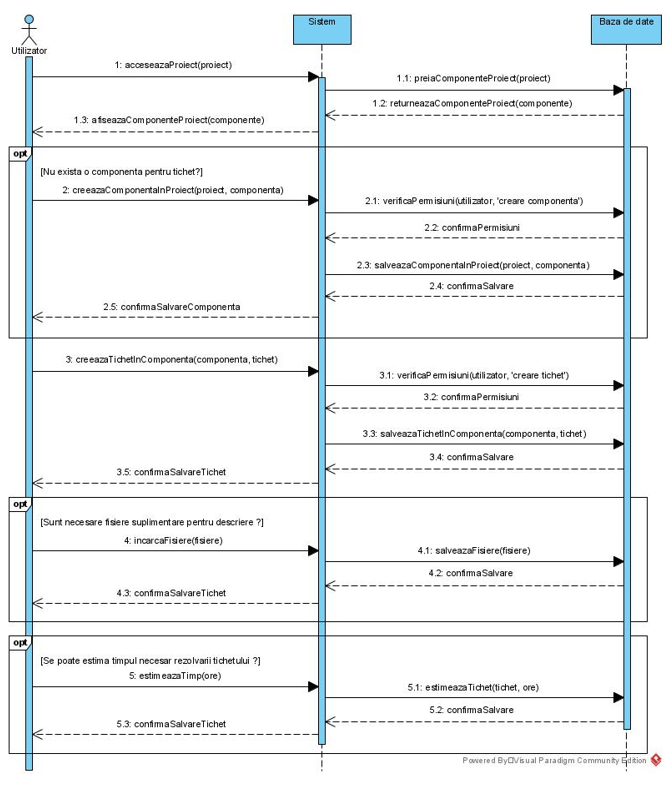 Sistem
Baza de date
Utilizator
1: acceseazaProiect(proiect)
1.1: preiaComponenteProiect(proiect)
1.2: returneazaComponenteProiect(componente)
1.3: afiseazaComponenteProiect(componente)
opt
[Nu exista o componenta pentru tichet?]
2: creeazaComponentaInProiect(proiect, componenta)
2.1: verificaPermisiuni(utilizator, 'creare componenta')
2.2: confirmaPermisiuni
2.3: salveazaComponentaInProiect(proiect, componenta)
2.4: confirmaSalvare
2.5: confirmaSalvareComponenta
3: creeazaTichetInComponenta(componenta, tichet)
3.1: verificaPermisiuni(utilizator, 'creare tichet')
3.2: confirmaPermisiuni
3.3: salveazaTichetInComponenta(componenta, tichet)
3.4: confirmaSalvare
3.5: confirmaSalvareTichet
opt
[Sunt necesare fisiere suplimentare pentru descriere ?]
4: incarcaFisiere(fisiere)
4.1: salveazaFisiere(fisiere)
4.2: confirmaSalvare
4.3: confirmaSalvareTichet
opt
[Se poate estima timpul necesar rezolvarii tichetului ?]
5: estimeazaTimp(ore)
5.1: estimeazaTichet(tichet, ore)
5.2: confirmaSalvare
5.3: confirmaSalvareTichet
Powered By Visual Paradigm Community Edition